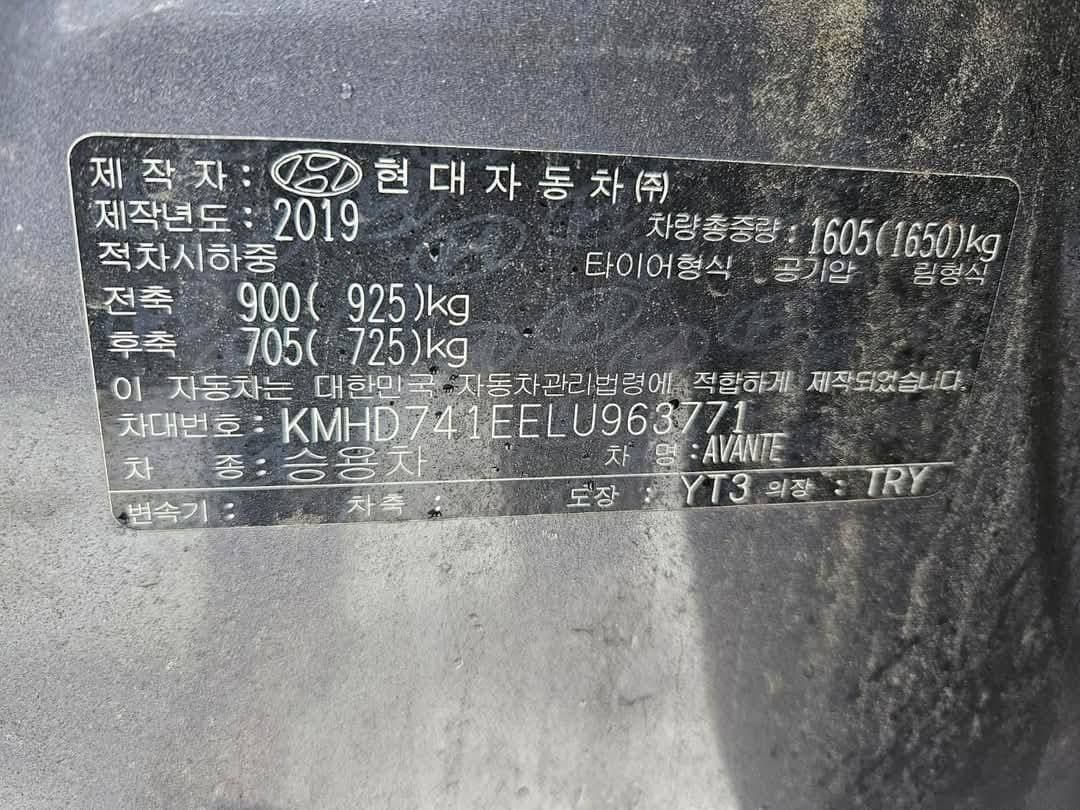 제 작 자 : 현대자동차㈜
제작년도 : 2019
차량총중량 : 1605(1650)kg
적차시하중
타이어형식 공기압 림형식
전축 900( 925)kg
후축 705( 725)kg
이 자동차는 대한민국 자동차관리법령에 적합하게 제작되었습니다.
차대번호 : KMHD741EELU963771
차 종 : 승용차 차 명 : AVANTE
변속기 : 차축 : 도장 : YT3 의장 : TRY